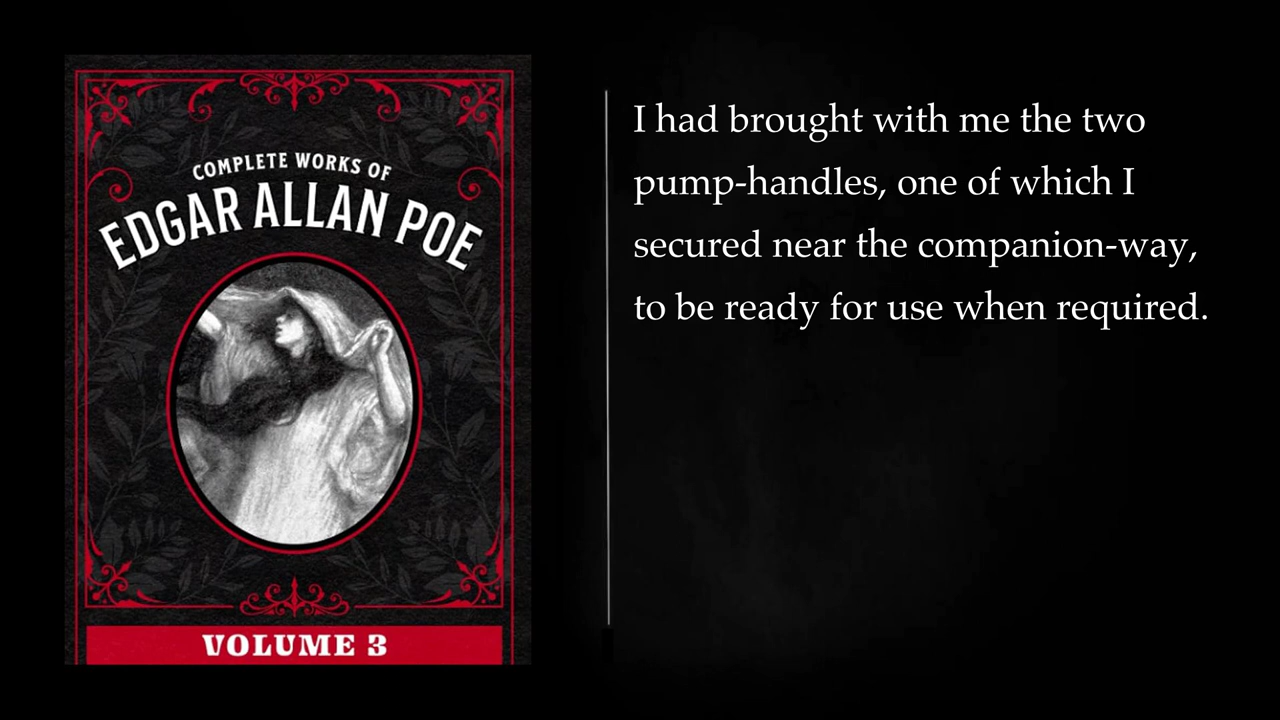 COMPLETE WORKS OF
EDGAR ALLAN POE
VOLUME 3
I had brought with me the two
pump-handles, one of which I
secured near the companion-way,
to be ready for use when required.